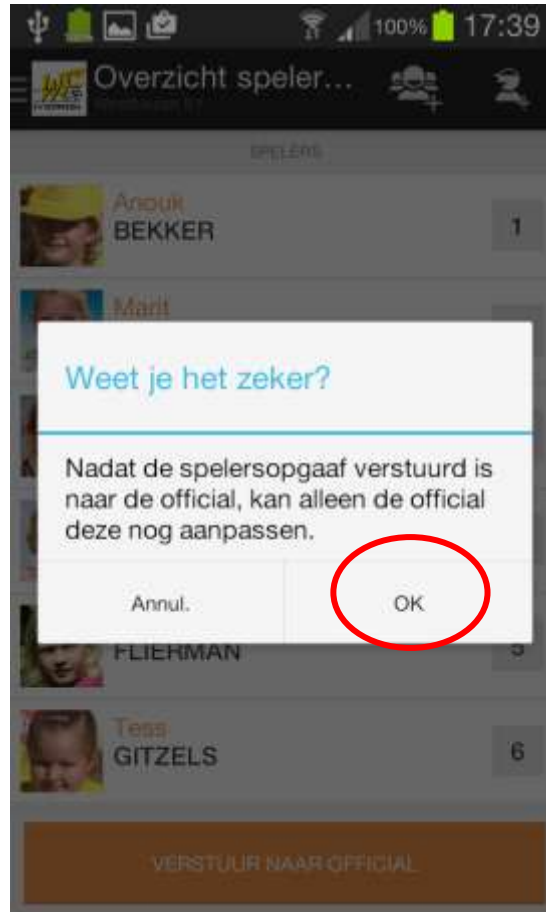 100% 17:39
Overzicht speler...
SPELERS
Anouk
BEKKER
1
Marit
Weet je het zeker?
Nadat de spelersopgaaf verstuurd is
naar de official, kan alleen de official
deze nog aanpassen.
Annul.
OK
FLIERMAN
5
Tess
GITZELS
6
VERSTUUR NAAR OFFICIAL